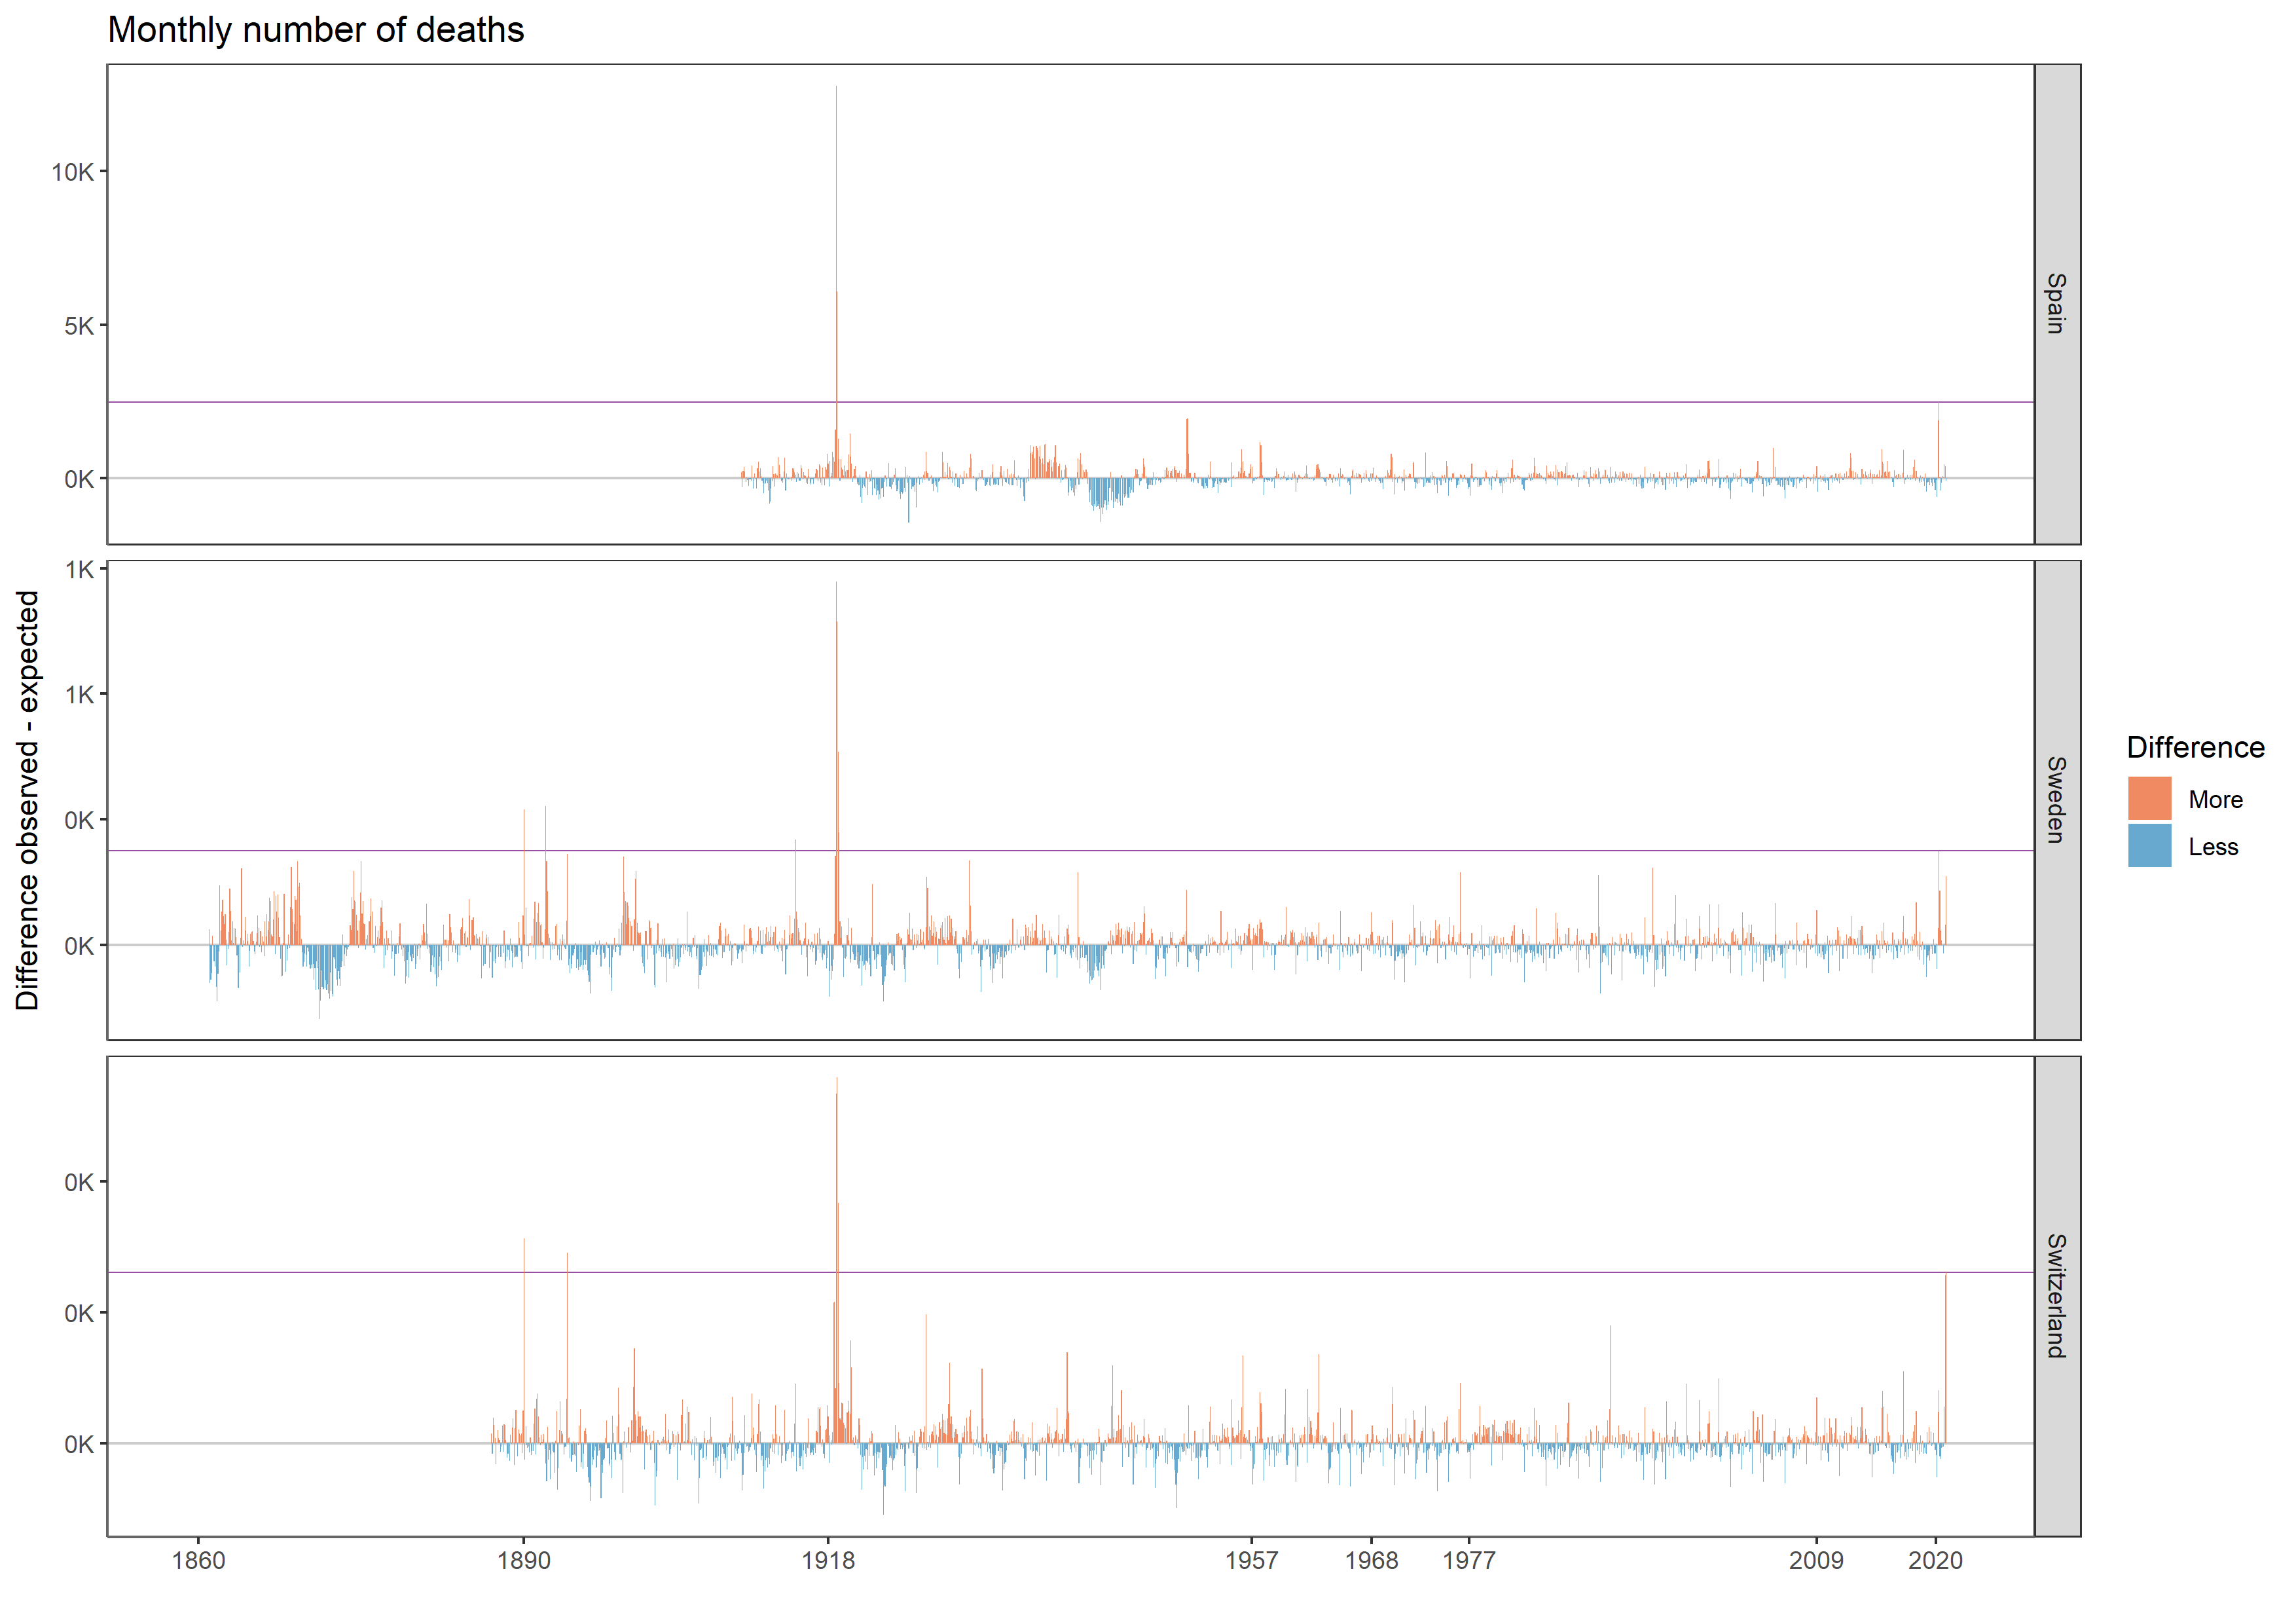 Monthly number of deaths
Difference observed - expected
10K
5K
0K
Spain
1K
1K
0K
0K
Sweden
0K
0K
0K
Switzerland
1860
1890
1918
1957
1968
1977
2009
2020
Difference
More
Less